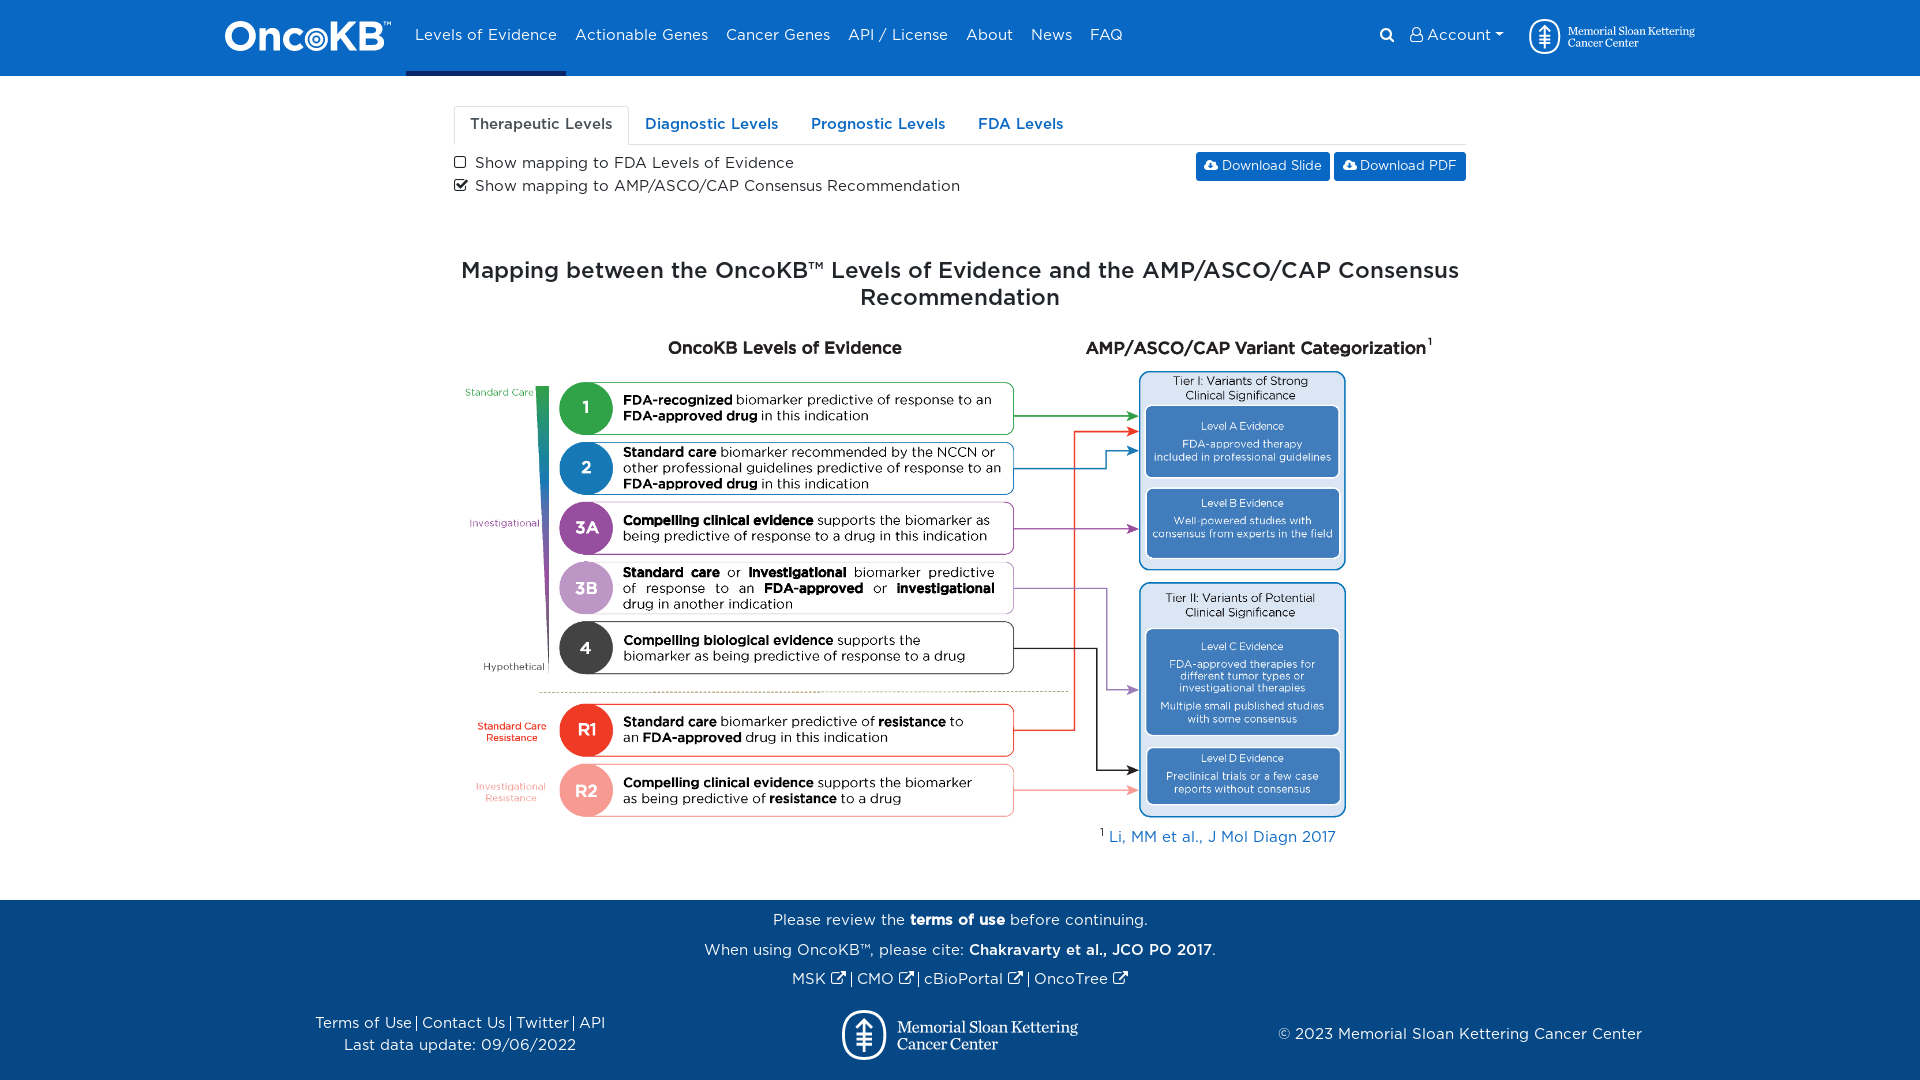 OncoKB™
Levels of Evidence
Actionable Genes
Cancer Genes
API / License
About
News
FAQ
Account
Memorial Sloan Kettering
Cancer Center
Therapeutic Levels
Diagnostic Levels
Prognostic Levels
FDA Levels
Show mapping to FDA Levels of Evidence
Show mapping to AMP/ASCO/CAP Consensus Recommendation
Download Slide
Download PDF
Mapping between the OncoKB™ Levels of Evidence and the AMP/ASCO/CAP Consensus
Recommendation
OncoKB Levels of Evidence
AMP/ASCO/CAP Variant Categorization¹
Standard Care
1
FDA-recognized biomarker predictive of response to an
FDA-approved drug in this indication
2
Standard care biomarker recommended by the NCCN or
other professional guidelines predictive of response to an
FDA-approved drug in this indication
Investigational
3A
Compelling clinical evidence supports the biomarker as
being predictive of response to a drug in this indication
3B
Standard care or investigational biomarker predictive
of response to an FDA-approved or investigational
drug in another indication
Hypothetical
4
Compelling biological evidence supports the
biomarker as being predictive of response to a drug
Standard Care
Resistance
R1
Standard care biomarker predictive of resistance to
an FDA-approved drug in this indication
Investigational
Resistance
R2
Compelling clinical evidence supports the biomarker
as being predictive of resistance to a drug
Tier I: Variants of Strong
Clinical Significance
Level A Evidence
FDA-approved therapy
included in professional guidelines
Level B Evidence
Well-powered studies with
consensus from experts in the field
Tier II: Variants of Potential
Clinical Significance
Level C Evidence
FDA-approved therapies for
different tumor types or
investigational therapies
Multiple small published studies
with some consensus
Level D Evidence
Preclinical trials or a few case
reports without consensus
¹ Li, MM et al., J Mol Diagn 2017
Please review the terms of use before continuing.
When using OncoKB™, please cite: Chakravarty et al., JCO PO 2017.
MSK | CMO | cBioPortal | OncoTree
Terms of Use | Contact Us | Twitter | API
Last data update: 09/06/2022
Memorial Sloan Kettering
Cancer Center
© 2023 Memorial Sloan Kettering Cancer Center